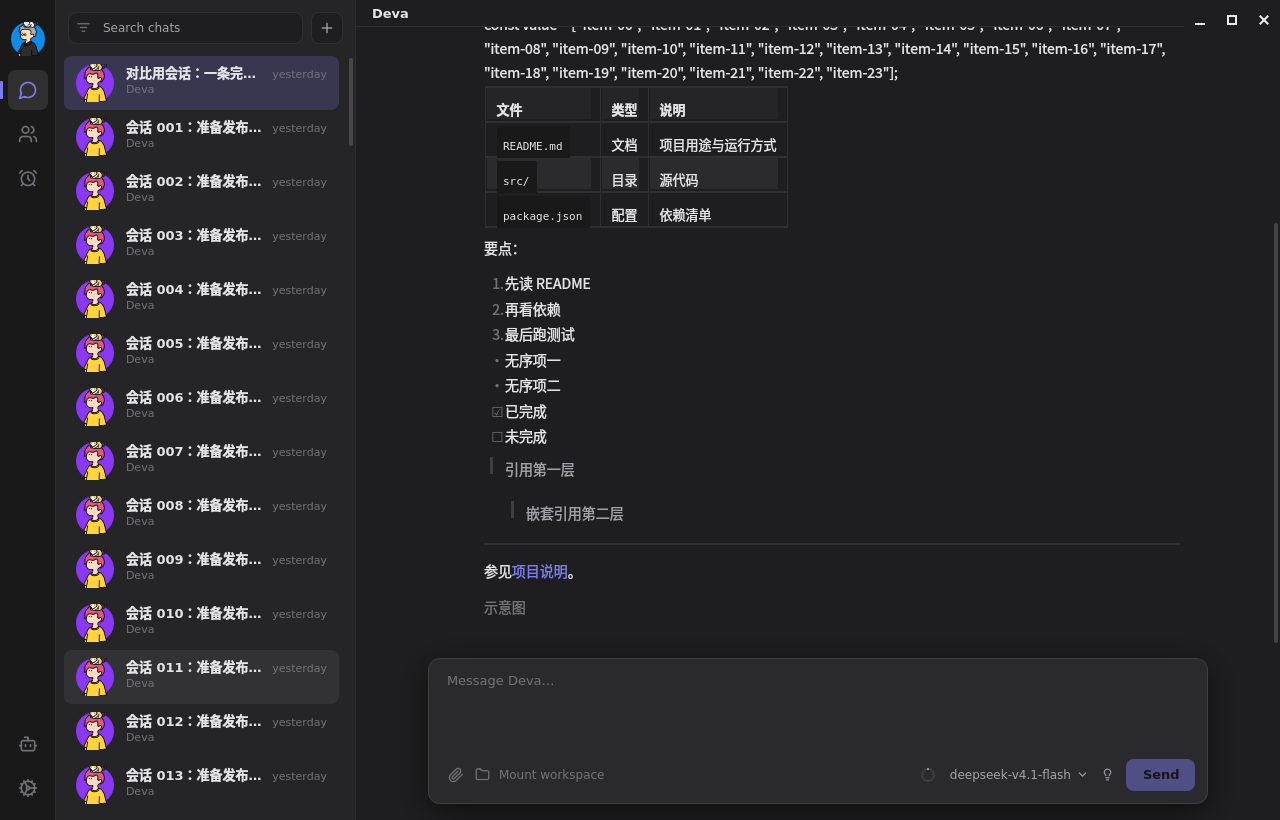 Search chats
对比用会话：一条完... yesterday
Deva
会话 001：准备发布... yesterday
Deva
会话 002：准备发布... yesterday
Deva
会话 003：准备发布... yesterday
Deva
会话 004：准备发布... yesterday
Deva
会话 005：准备发布... yesterday
Deva
会话 006：准备发布... yesterday
Deva
会话 007：准备发布... yesterday
Deva
会话 008：准备发布... yesterday
Deva
会话 009：准备发布... yesterday
Deva
会话 010：准备发布... yesterday
Deva
会话 011：准备发布... yesterday
Deva
会话 012：准备发布... yesterday
Deva
会话 013：准备发布... yesterday
Deva
Deva
"item-08", "item-09", "item-10", "item-11", "item-12", "item-13", "item-14", "item-15", "item-16", "item-17",
"item-18", "item-19", "item-20", "item-21", "item-22", "item-23"];
文件 类型 说明
README.md 文档 项目用途与运行方式
src/ 目录 源代码
package.json 配置 依赖清单
要点：
1. 先读 README
2. 再看依赖
3. 最后跑测试
• 无序项一
• 无序项二
☑ 已完成
☐ 未完成
引用第一层
嵌套引用第二层
参见项目说明。
示意图
Message Deva...
Mount workspace
deepseek-v4.1-flash
Send